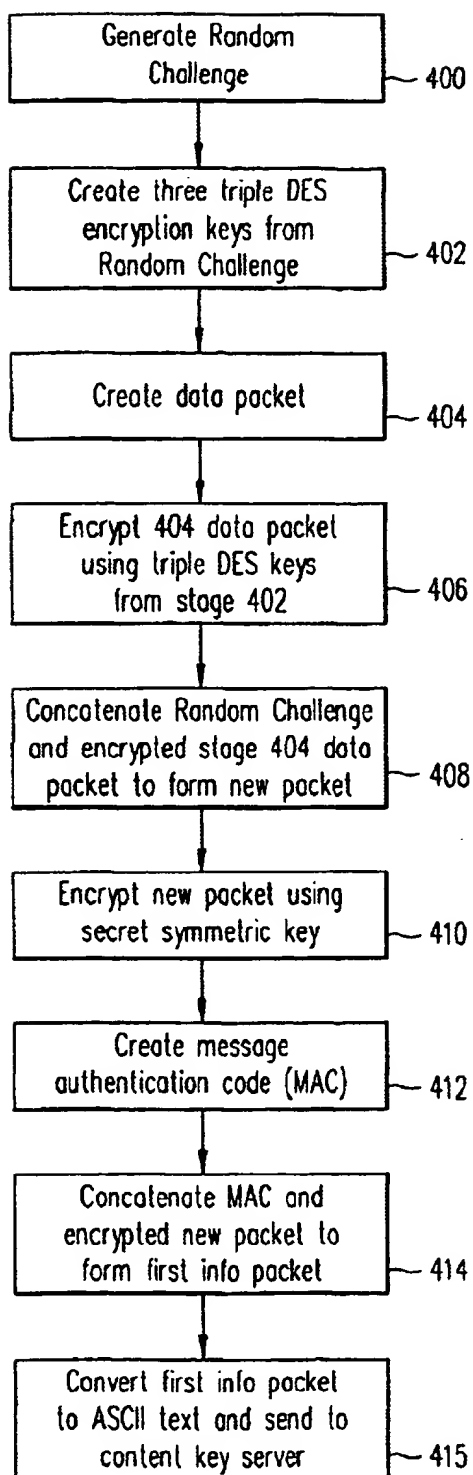 Generate Random
Challenge
400
Create three triple DES
encryption keys from
Random Challenge
402
Create data packet
404
Encrypt 404 data packet
using triple DES keys
from stage 402
406
Concatenate Random Challenge
and encrypted stage 404 data
packet to form new packet
408
Encrypt new packet using
secret symmetric key
410
Create message
authentication code (MAC)
412
Concatenate MAC and
encrypted new packet to
form first info packet
414
Convert first info packet
to ASCII text and send to
content key server
415